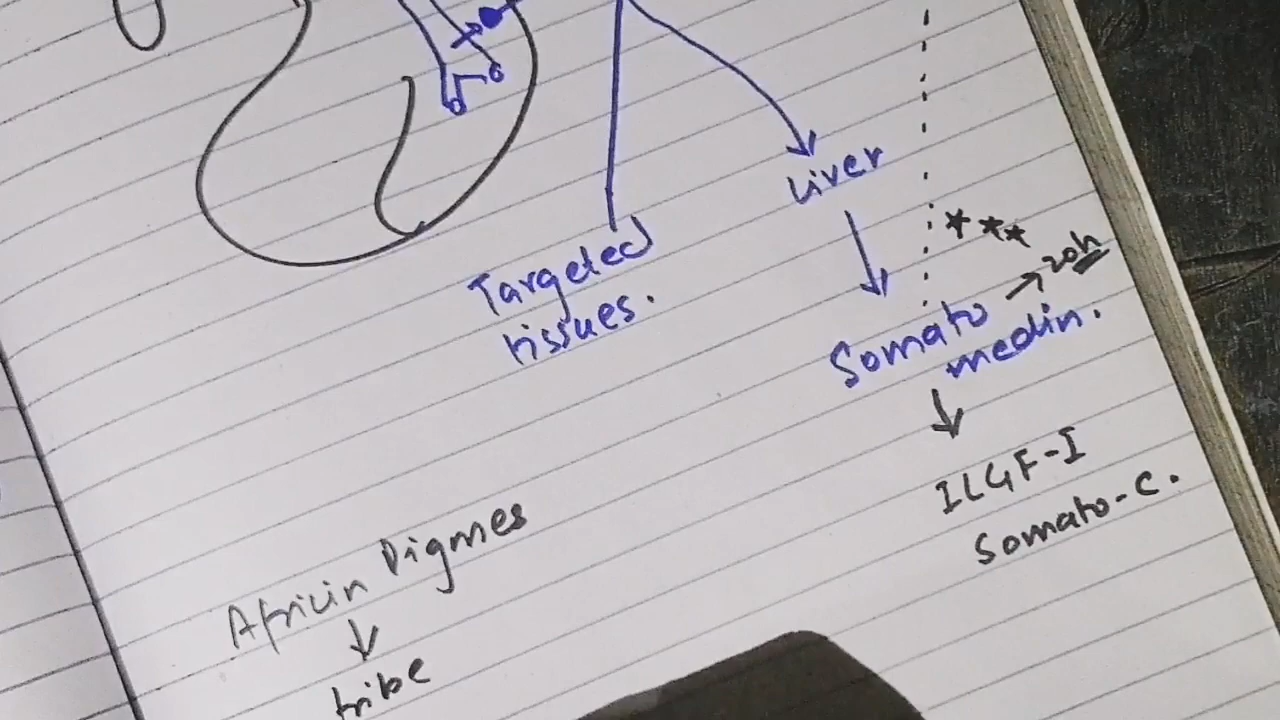 Liver
Targeted
tissues.
★ ★★
Somato → 20h
medin.
ILGF-I
Somato-c.
Africin Pigmes
tribe